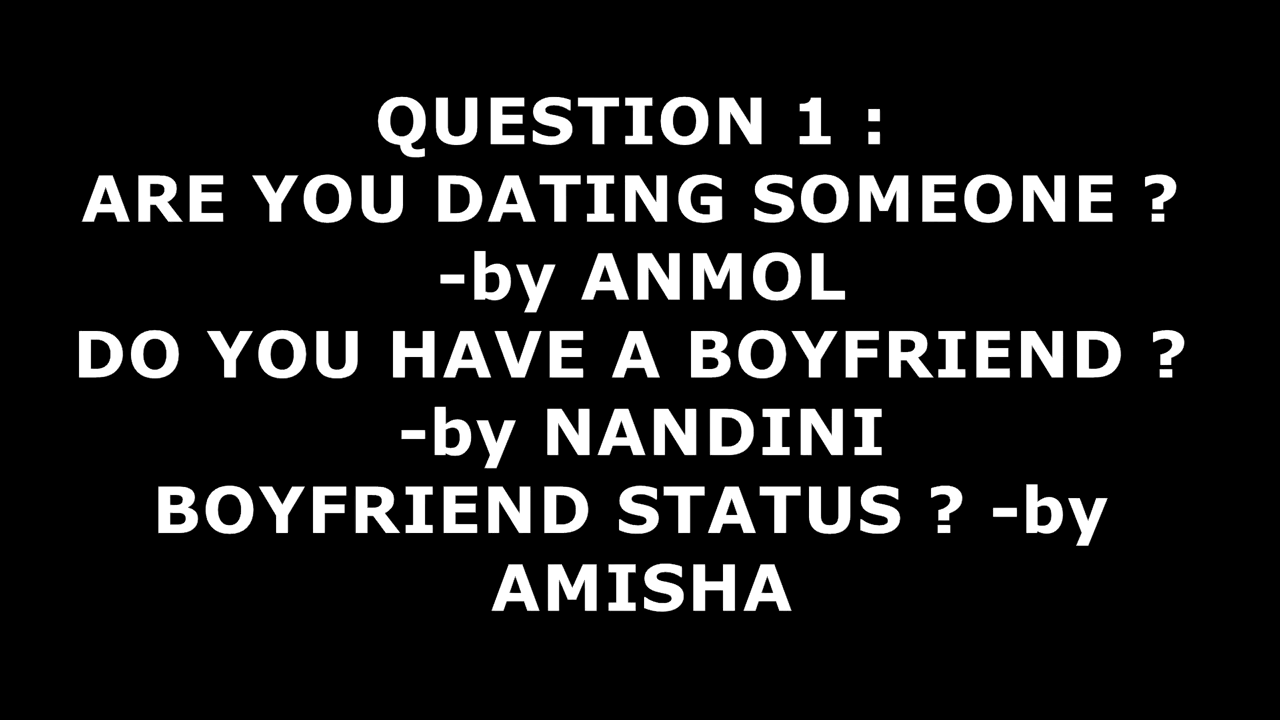 QUESTION 1 :
ARE YOU DATING SOMEONE ?
-by ANMOL
DO YOU HAVE A BOYFRIEND ?
-by NANDINI
BOYFRIEND STATUS ? -by
AMISHA